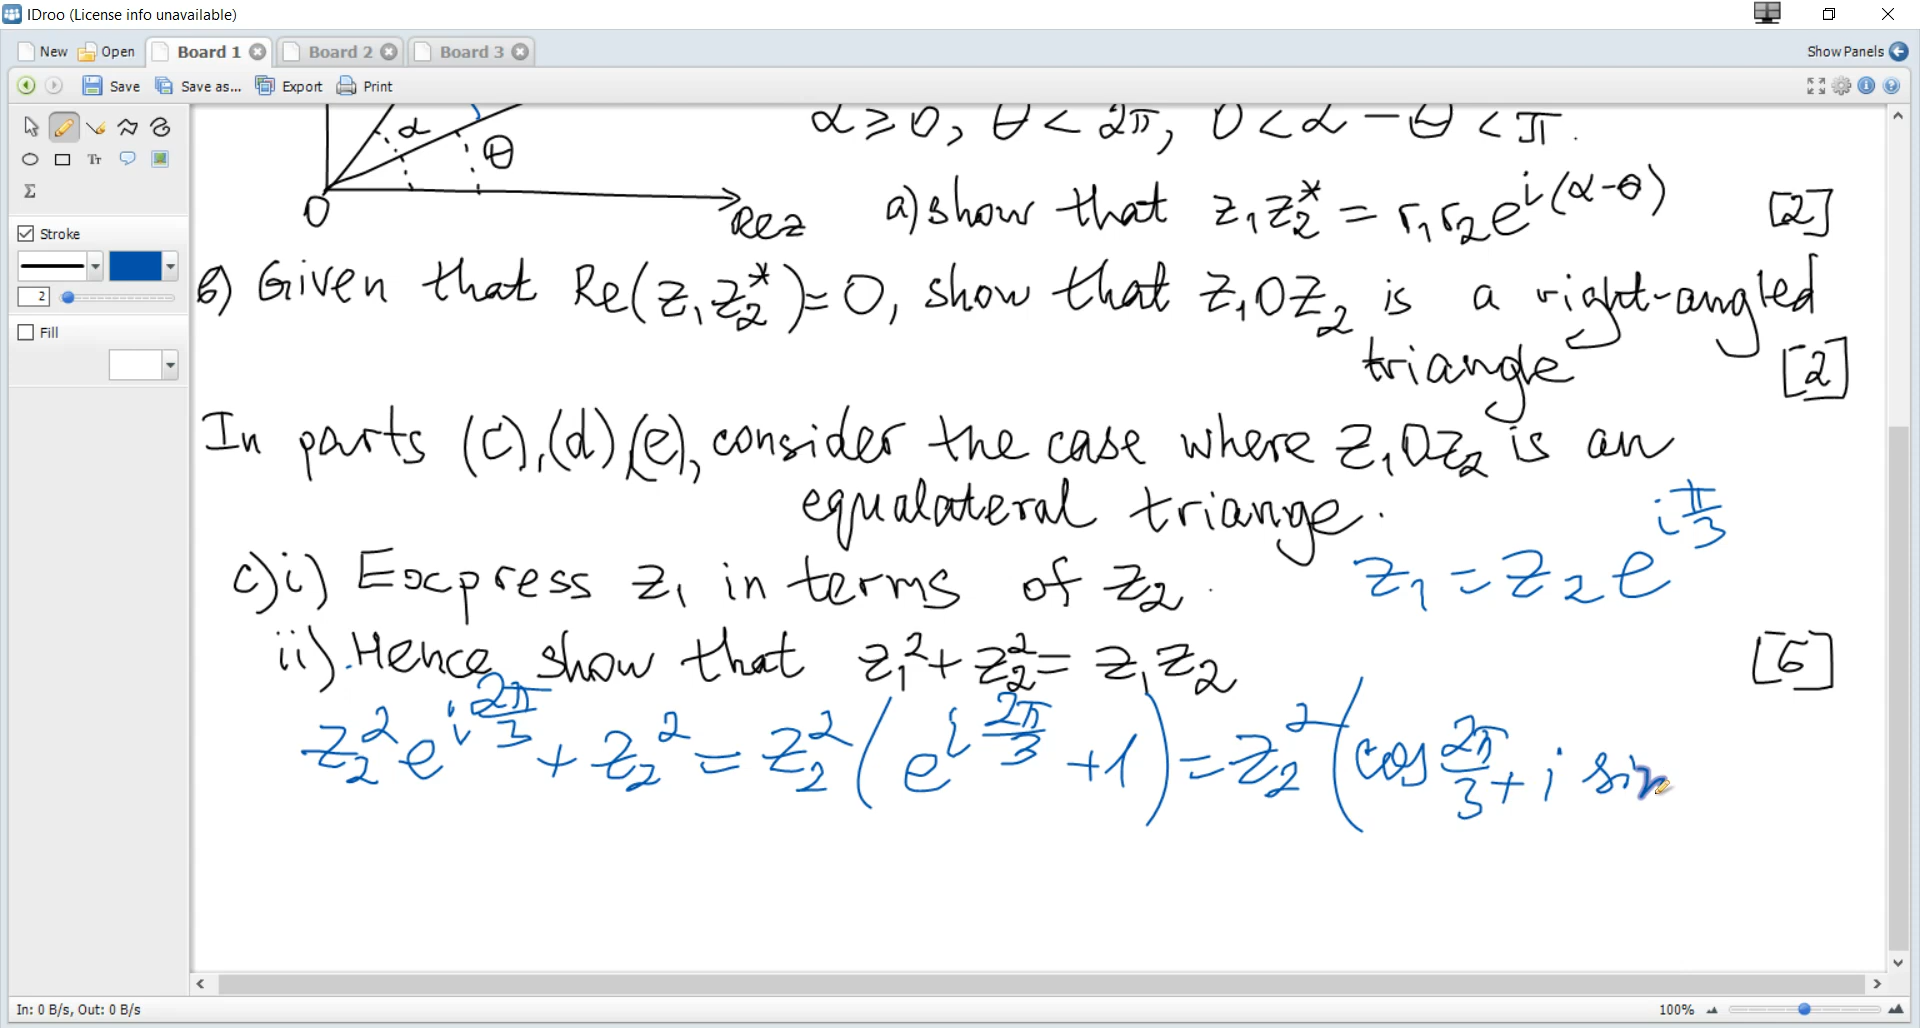 IDroo (License info unavailable)
New Open Board 1 Board 2 Board 3 Show Panels
Save Save as... Export Print
Stroke
2
Fill
α ≥ 0, θ < 2π, 0 < α − θ < π.
α
θ
O
Re z
a) show that z₁z₂* = r₁r₂e^{i(α-θ)} [2]
b) Given that Re(z₁z₂*) = 0, show that Z₁OZ₂ is a right-angled
triangle [2]
In parts (c), (d), (e), consider the case where Z₁OZ₂ is an
equalateral triange.
c) i) Express z₁ in terms of z₂. z₁ = z₂e^{iπ/3}
ii). Hence show that z₁² + z₂² = z₁z₂ [6]
z₂²e^{i2π/3} + z₂² = z₂²(e^{i2π/3} + 1) = z₂²(cos 2π/3 + i sin
In: 0 B/s, Out: 0 B/s 100%